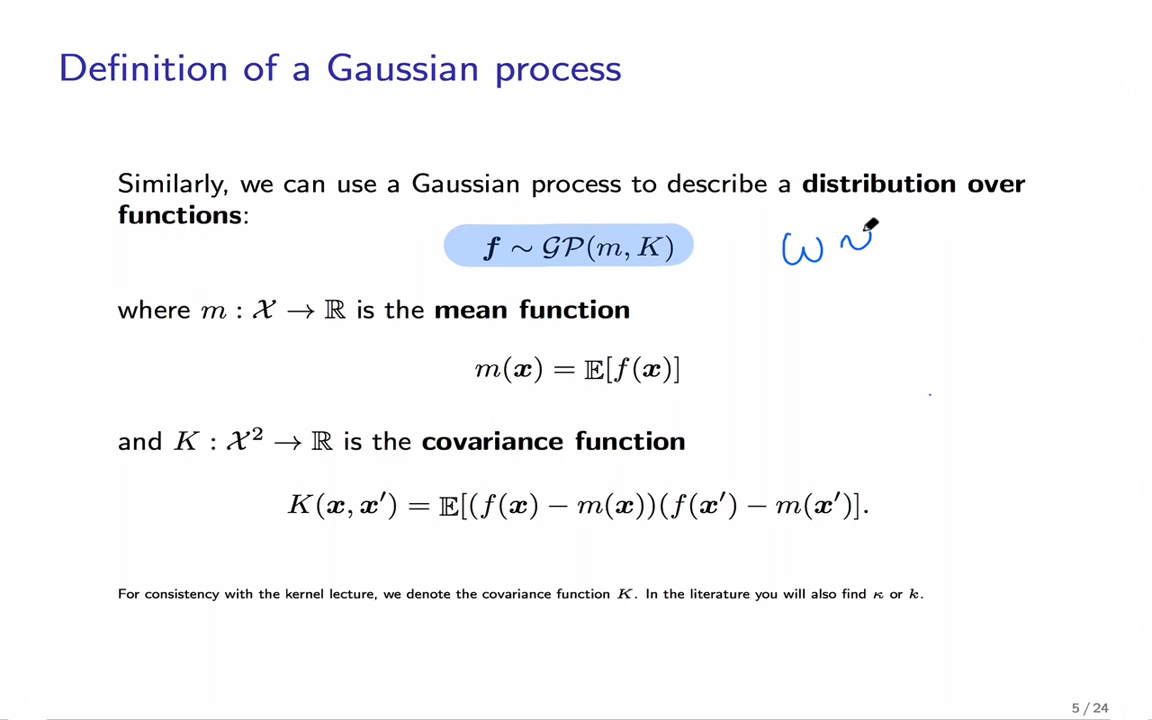 Definition of a Gaussian process
Similarly, we can use a Gaussian process to describe a distribution over
functions:
f ∼ 𝒢𝒫(m, K)
ω ~
where m : 𝒳 → ℝ is the mean function
m(x) = 𝔼[f(x)]
and K : 𝒳² → ℝ is the covariance function
K(x, x′) = 𝔼[(f(x) − m(x))(f(x′) − m(x′)].
For consistency with the kernel lecture, we denote the covariance function K. In the literature you will also find κ or k.
5 / 24